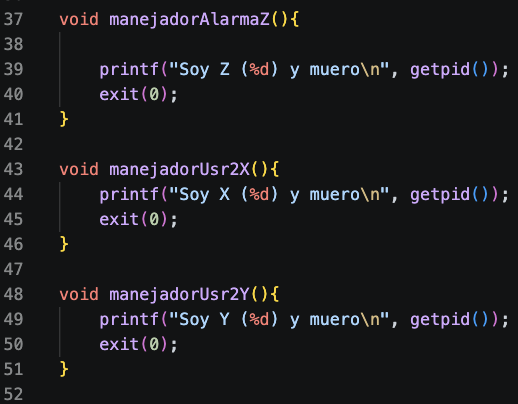 37 void manejadorAlarmaZ(){
38
39 printf("Soy Z (%d) y muero\n", getpid());
40 exit(0);
41 }
42
43 void manejadorUsr2X(){
44 printf("Soy X (%d) y muero\n", getpid());
45 exit(0);
46 }
47
48 void manejadorUsr2Y(){
49 printf("Soy Y (%d) y muero\n", getpid());
50 exit(0);
51 }
52